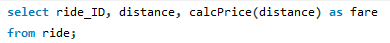 select ride_ID, distance, calcPrice(distance) as fare
from ride;